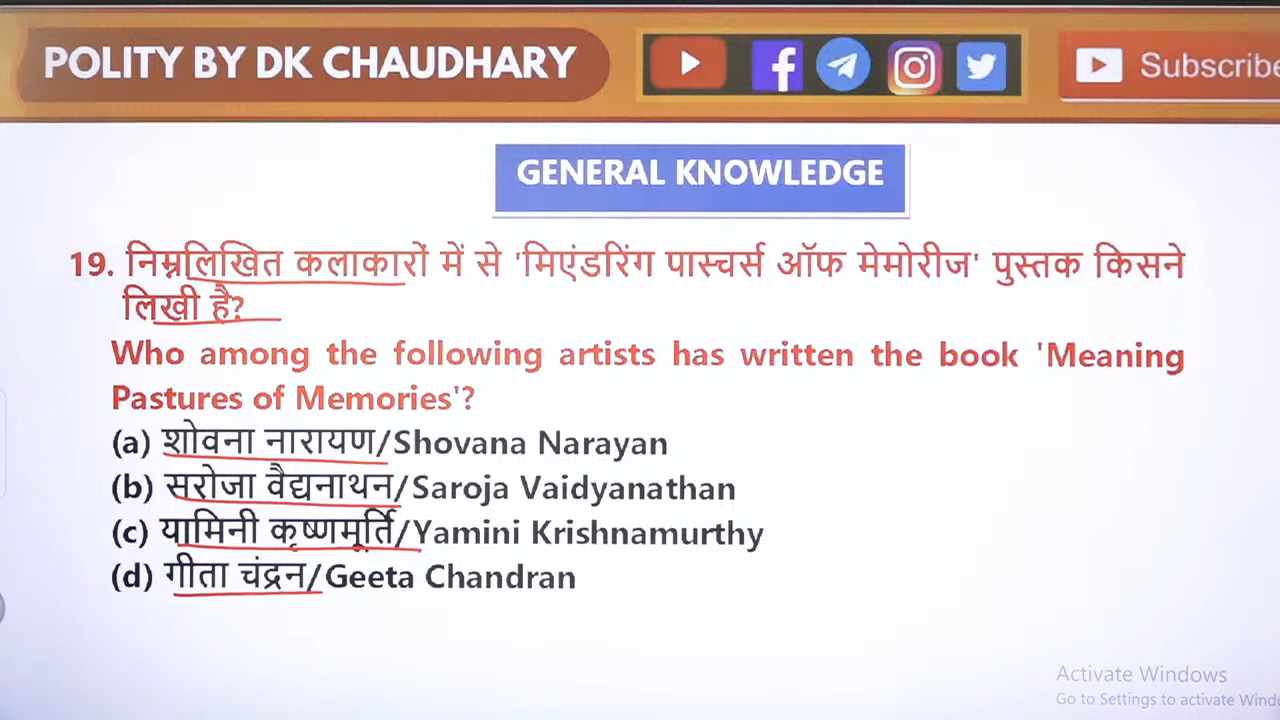 POLITY BY DK CHAUDHARY
Subscribe
GENERAL KNOWLEDGE
19. निम्नलिखित कलाकारों में से 'मिएंडरिंग पास्चर्स ऑफ मेमोरीज' पुस्तक किसने
लिखी है?
Who among the following artists has written the book 'Meaning
Pastures of Memories'?
(a) शोवना नारायण/Shovana Narayan
(b) सरोजा वैद्यनाथन/Saroja Vaidyanathan
(c) यामिनी कृष्णमूर्ति/Yamini Krishnamurthy
(d) गीता चंद्रन/Geeta Chandran
Activate Windows
Go to Settings to activate Windo